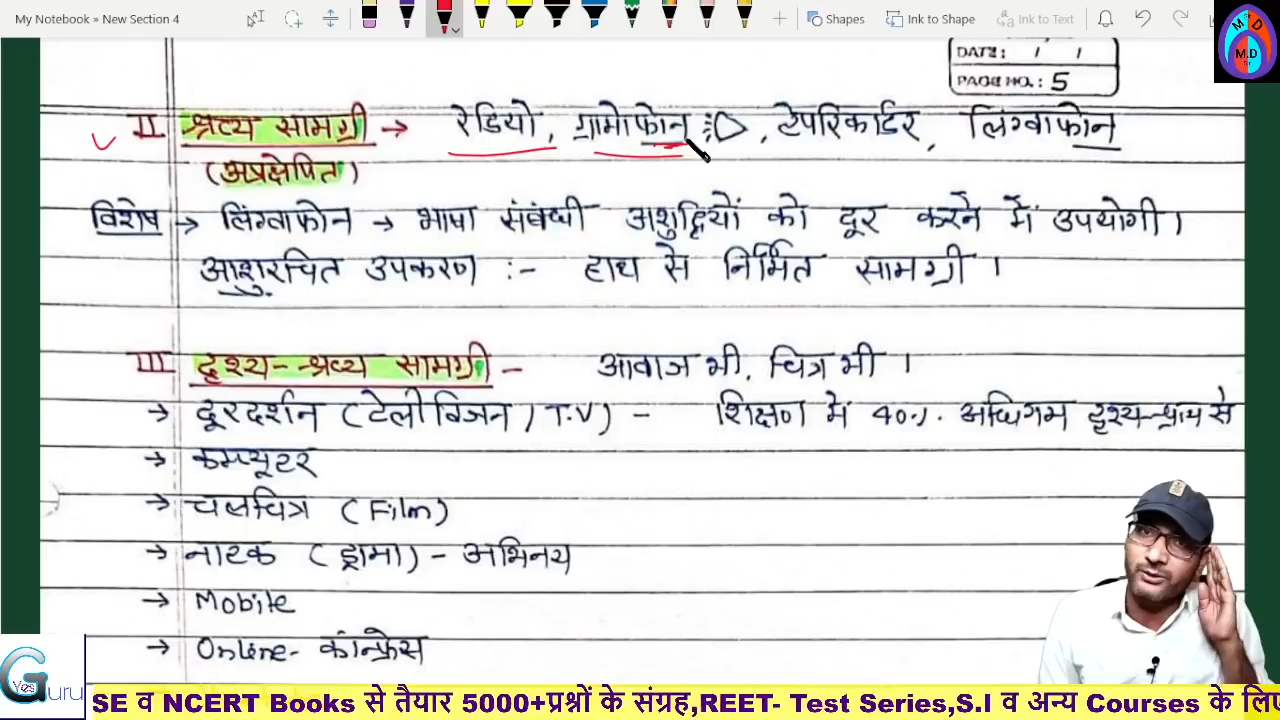 My Notebook » New Section 4
Shapes
Ink to Shape
Ink to Text
M D
M.D
DATE: / /
PAGE NO.: 5
II श्रव्य सामग्री → रेडियो, ग्रामोफोन, टेपरिकार्डर, लिंग्वाफोन
(अप्रक्षेपित)
विशेष → लिंग्वाफोन → भाषा संबंधी अशुद्धियों को दूर करने में उपयोगी।
आशुरचित उपकरण :- हाथ से निर्मित सामग्री।
III दृश्य-श्रव्य सामग्री - आवाज भी, चित्र भी।
→ दूरदर्शन (टेलीविजन / T.V) - शिक्षण में 40%. अधिगम दृश्य-श्रव्य से
→ कम्प्यूटर
→ चलचित्र (Film)
→ नाटक (ड्रामा) - अभिनय
→ Mobile
→ Online- कॉन्फ्रेंस
Yes Guru
SE व NCERT Books से तैयार 5000+प्रश्नों के संग्रह,REET- Test Series,S.I व अन्य Courses के लिए